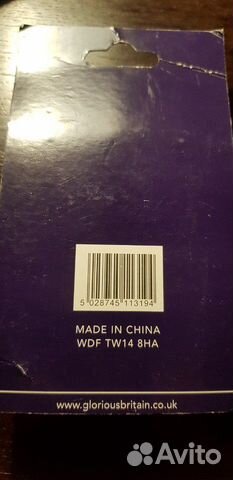 5 028745 113194
MADE IN CHINA
WDF TW14 8HA
www.gloriousbritain.co.uk
Avito